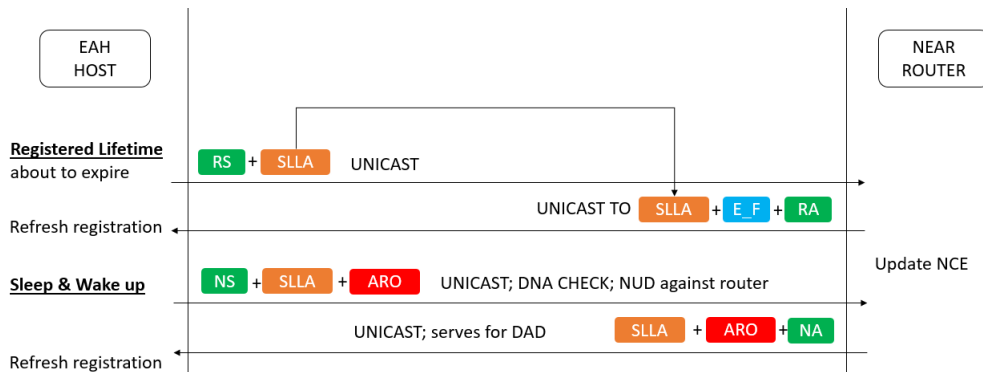 EAH
HOST
NEAR
ROUTER
Registered Lifetime
about to expire
RS + SLLA UNICAST
UNICAST TO SLLA + E_F + RA
Refresh registration
Update NCE
Sleep & Wake up
NS + SLLA + ARO UNICAST; DNA CHECK; NUD against router
UNICAST; serves for DAD SLLA + ARO + NA
Refresh registration